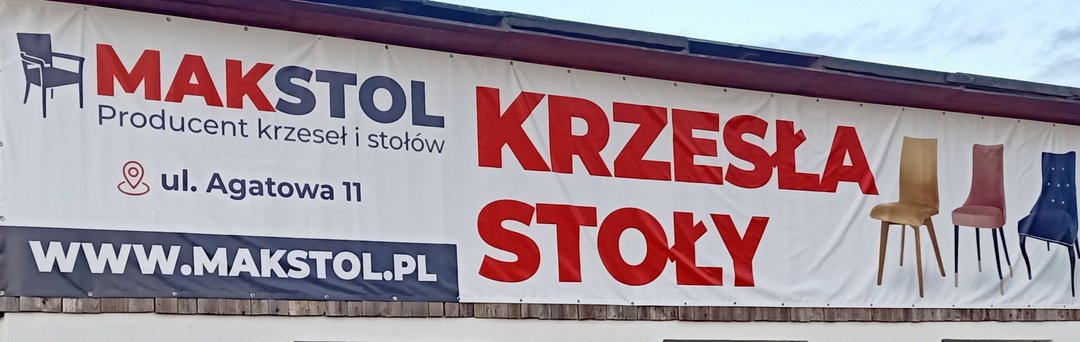 MAKSTOL
Producent krzeseł i stołów
ul. Agatowa 11
WWW.MAKSTOL.PL
KRZESŁA
STOŁY